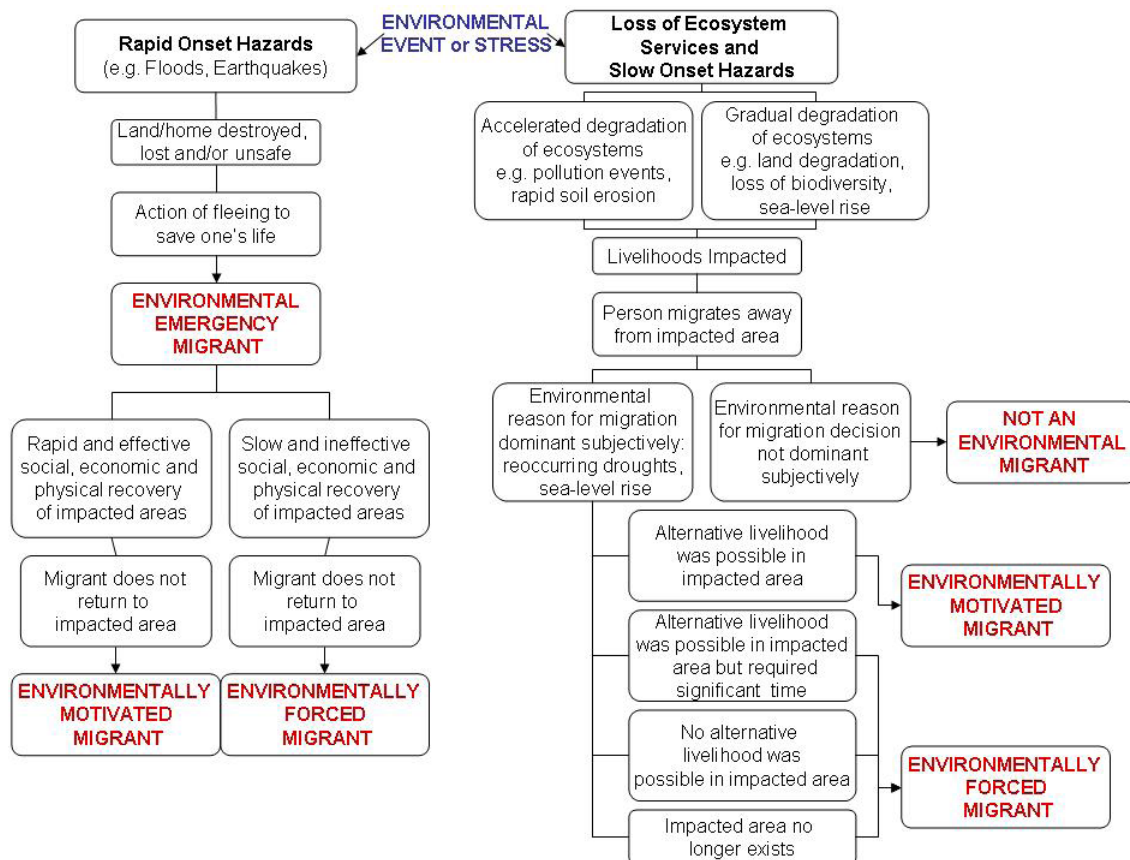 ENVIRONMENTAL
EVENT or STRESS
Rapid Onset Hazards
(e.g. Floods, Earthquakes)
Land/home destroyed,
lost and/or unsafe
Action of fleeing to
save one's life
ENVIRONMENTAL
EMERGENCY
MIGRANT
Rapid and effective
social, economic and
physical recovery
of impacted areas
Slow and ineffective
social, economic and
physical recovery
of impacted areas
Migrant does not
return to
impacted area
Migrant does not
return to
impacted area
ENVIRONMENTALLY
MOTIVATED
MIGRANT
ENVIRONMENTALLY
FORCED
MIGRANT
Loss of Ecosystem
Services and
Slow Onset Hazards
Accelerated degradation
of ecosystems
e.g. pollution events,
rapid soil erosion
Gradual degradation
of ecosystems
e.g. land degradation,
loss of biodiversity,
sea-level rise
Livelihoods Impacted
Person migrates away
from impacted area
Environmental
reason for migration
dominant subjectively:
reoccurring droughts,
sea-level rise
Environmental reason
for migration decision
not dominant
subjectively
NOT AN
ENVIRONMENTAL
MIGRANT
Alternative livelihood
was possible in
impacted area
ENVIRONMENTALLY
MOTIVATED
MIGRANT
Alternative livelihood
was possible in impacted
area but required
significant time
No alternative
livelihood was
possible in impacted area
Impacted area no
longer exists
ENVIRONMENTALLY
FORCED
MIGRANT